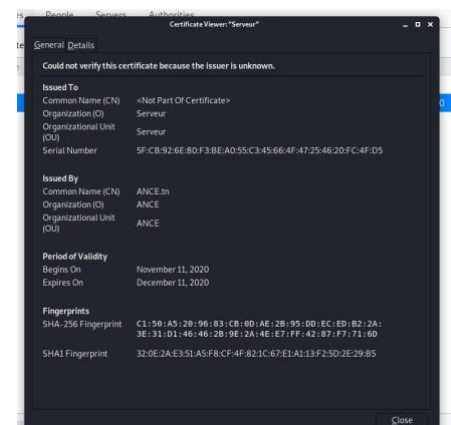 People Servers Authorities
Certificate Viewer: "Serveur"
General Details
Could not verify this certificate because the issuer is unknown.
Issued To
Common Name (CN) <Not Part Of Certificate>
Organization (O) Serveur
Organizational Unit (OU) Serveur
Serial Number 5F:CB:92:6E:80:F3:BE:A0:55:C3:45:66:4F:47:25:46:20:FC:4F:D5
Issued By
Common Name (CN) ANCE.tn
Organization (O) ANCE
Organizational Unit (OU) ANCE
Period of Validity
Begins On November 11, 2020
Expires On December 11, 2020
Fingerprints
SHA-256 Fingerprint C1:50:A5:20:96:83:CB:0D:AE:2B:95:DD:EC:ED:B2:2A:
3E:31:D1:46:46:2B:9E:2A:4E:E7:FF:42:87:F7:71:6D
SHA1 Fingerprint 32:0E:2A:E3:51:A5:F8:CF:4F:82:1C:67:E1:A1:13:F2:5D:2E:29:B5
Close